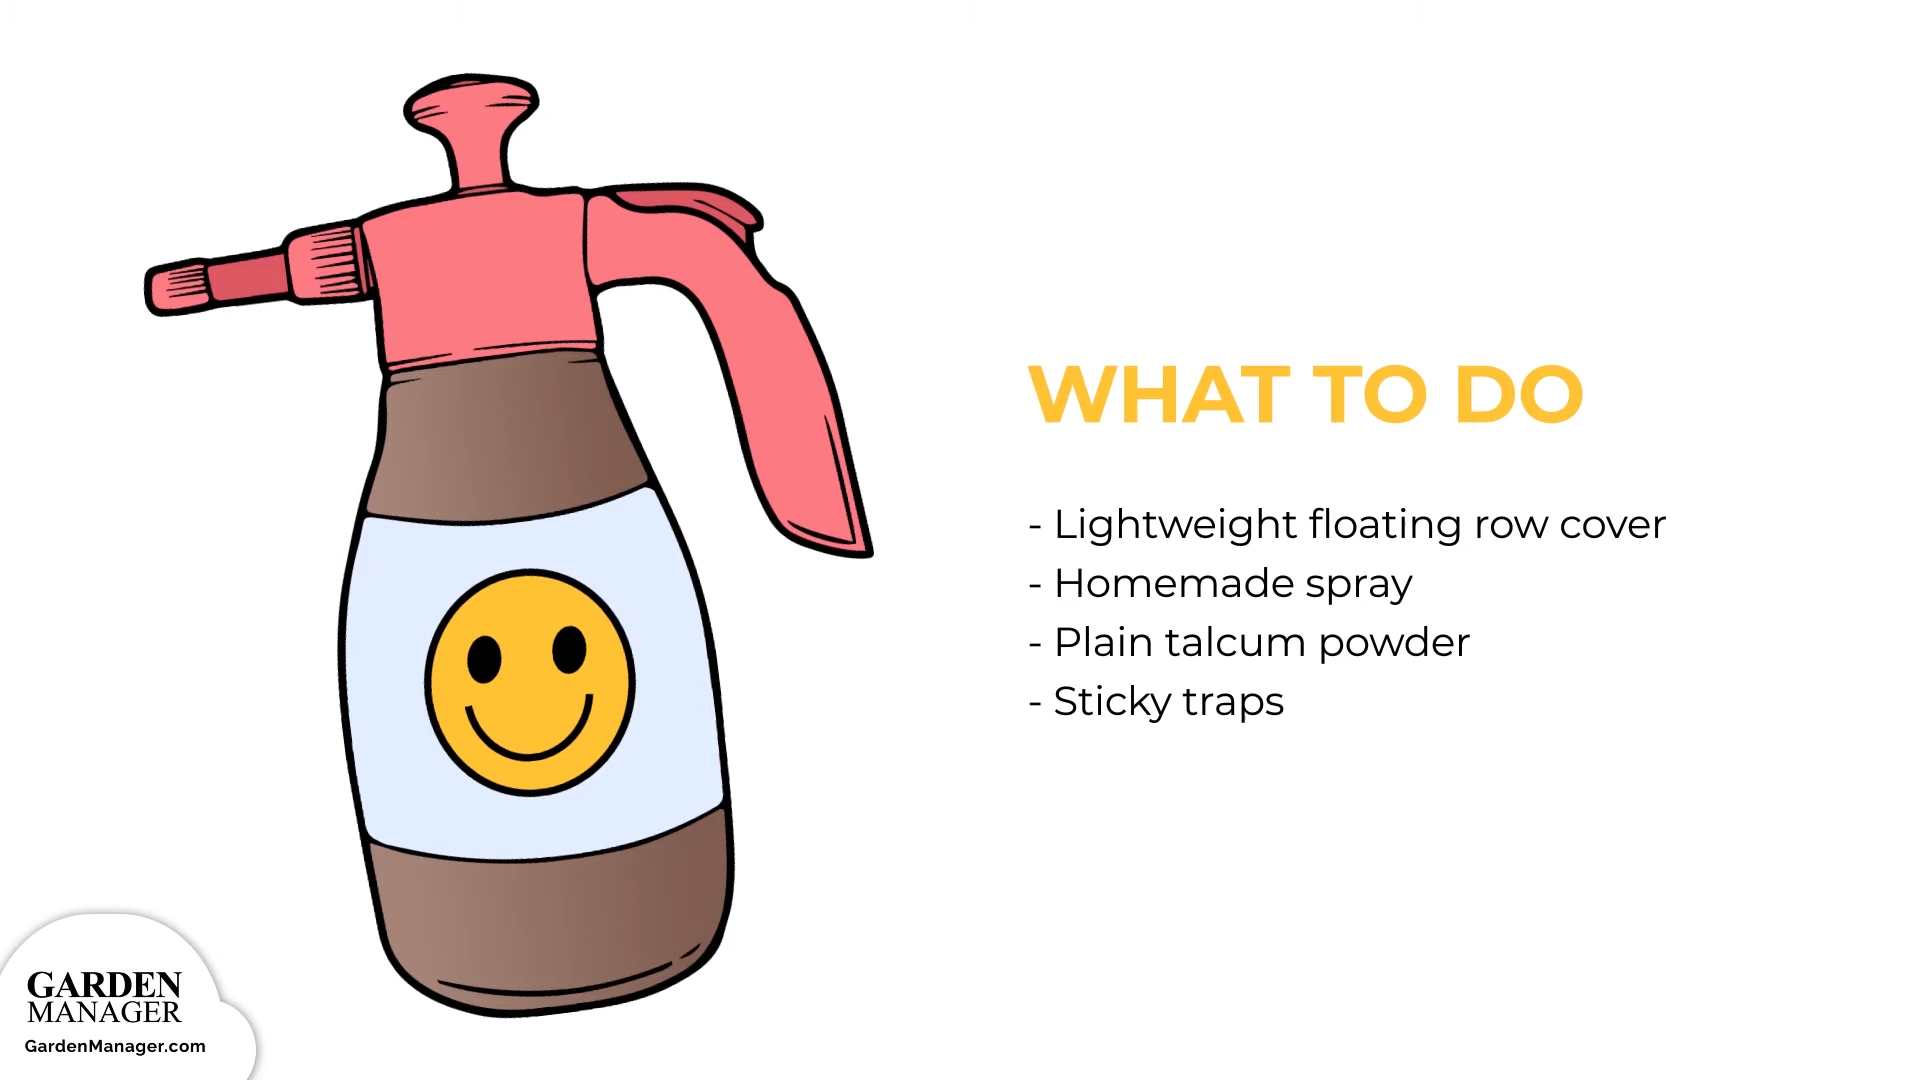 WHAT TO DO
- Lightweight floating row cover
- Homemade spray
- Plain talcum powder
- Sticky traps
GARDEN
MANAGER
GardenManager.com